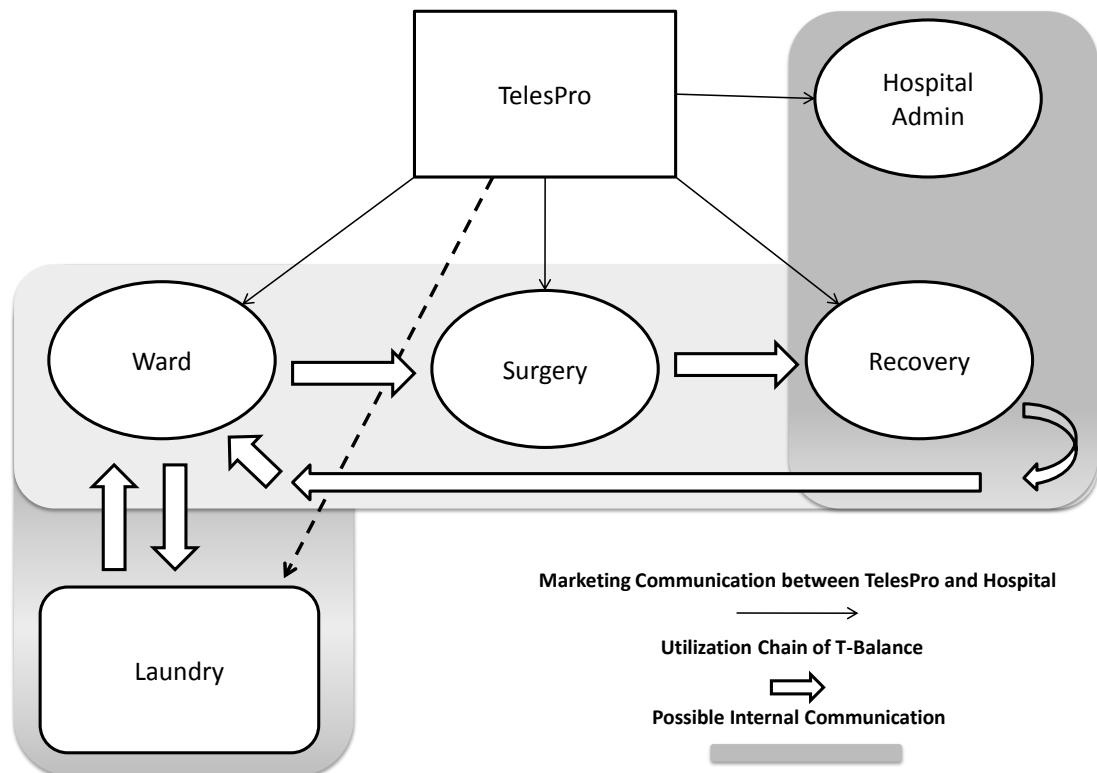 TelesPro
Hospital
Admin
Ward
Surgery
Recovery
Laundry
Marketing Communication between TelesPro and Hospital
Utilization Chain of T-Balance
Possible Internal Communication